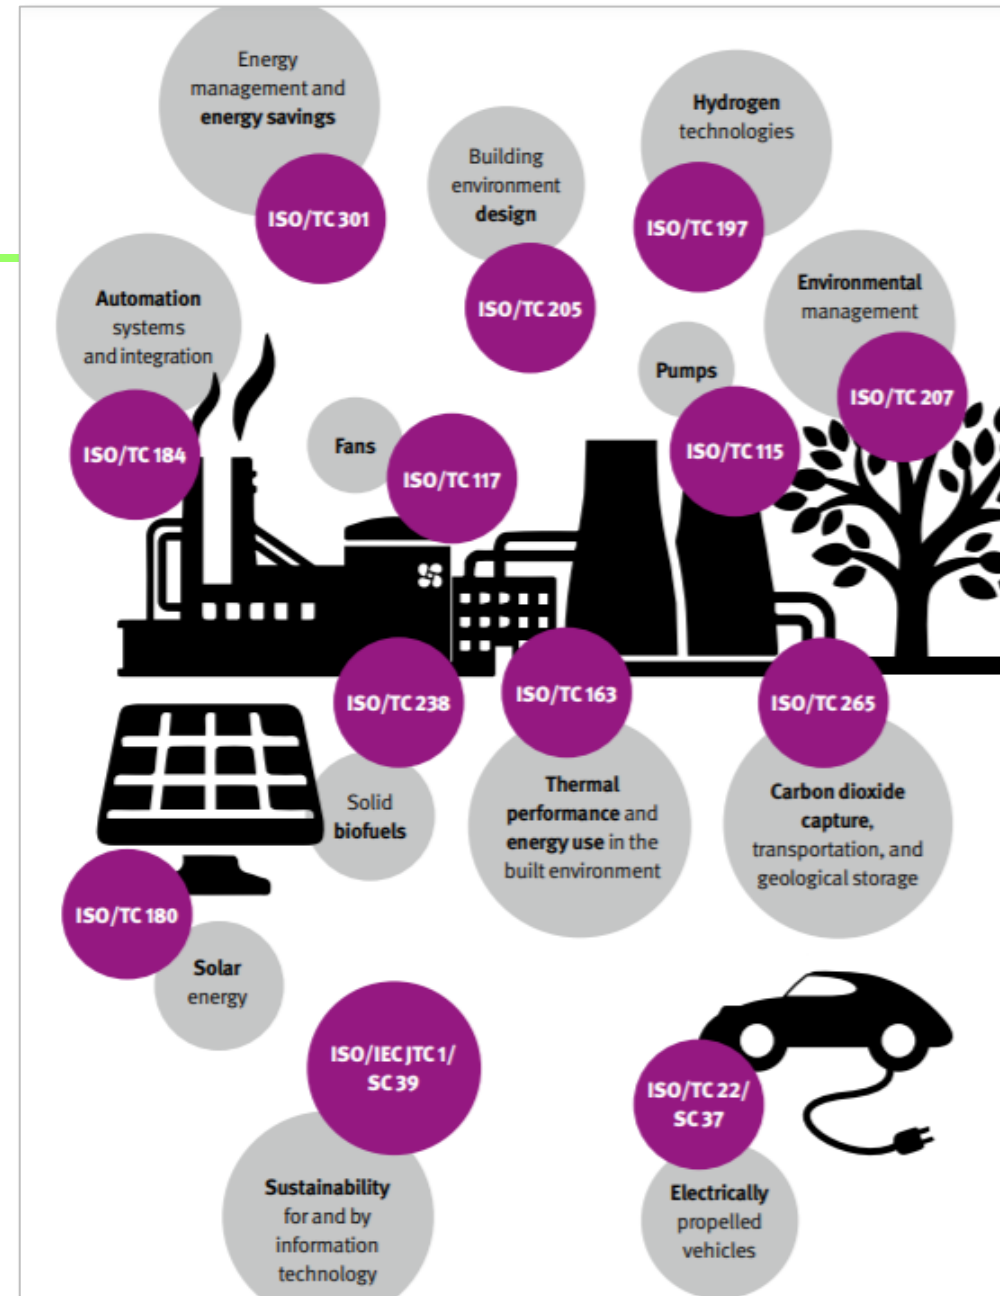 Energy
management and
energy savings
ISO/TC 301
Building
environment
design
ISO/TC 205
Hydrogen
technologies
ISO/TC 197
Automation
systems
and integration
ISO/TC 184
Fans
ISO/TC 117
Pumps
ISO/TC 115
Environmental
management
ISO/TC 207
ISO/TC 238
Solid
biofuels
ISO/TC 163
Thermal
performance and
energy use in the
built environment
ISO/TC 265
Carbon dioxide
capture,
transportation, and
geological storage
ISO/TC 180
Solar
energy
ISO/IEC JTC 1/
SC 39
Sustainability
for and by
information
technology
ISO/TC 22/
SC 37
Electrically
propelled
vehicles